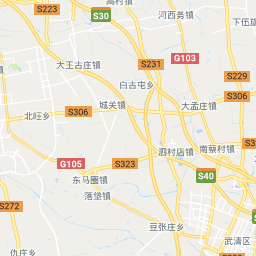 S223
高村镇
S30
河西务镇
下伍旗
G103
大王古庄镇
S231
S229
白古屯乡
S306
城关镇
大孟庄镇
北旺乡
S306
泗村店镇
南蔡村镇
G105
S323
东马圈镇
S40
落垡镇
S272
豆张庄乡
武清区
仇庄乡